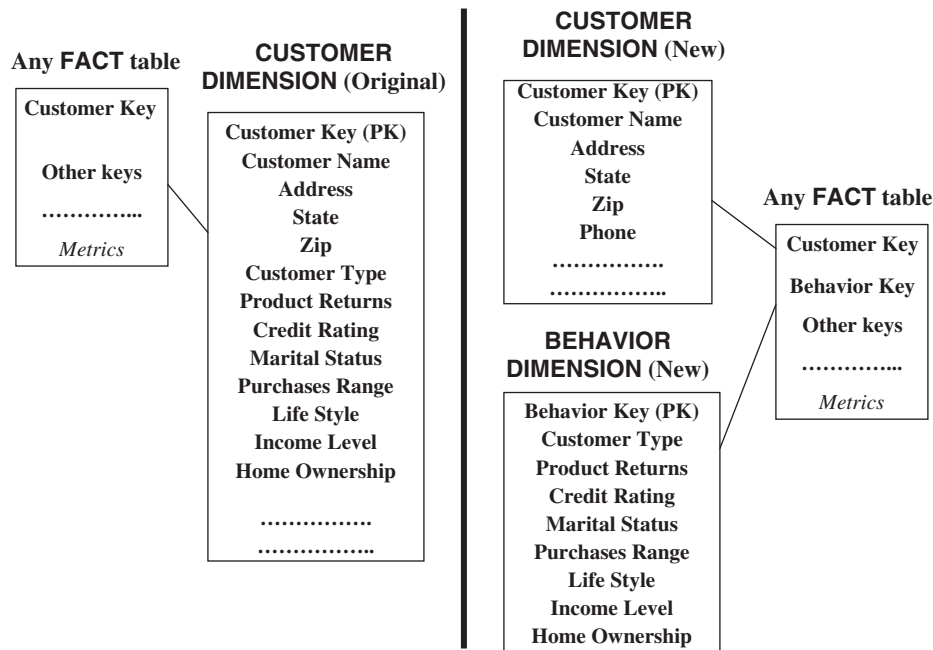 Any FACT table
Customer Key
Other keys
…………...
Metrics
CUSTOMER
DIMENSION (Original)
Customer Key (PK)
Customer Name
Address
State
Zip
Customer Type
Product Returns
Credit Rating
Marital Status
Purchases Range
Life Style
Income Level
Home Ownership
…………….
……………..
CUSTOMER
DIMENSION (New)
Customer Key (PK)
Customer Name
Address
State
Zip
Phone
…………….
……………..
BEHAVIOR
DIMENSION (New)
Behavior Key (PK)
Customer Type
Product Returns
Credit Rating
Marital Status
Purchases Range
Life Style
Income Level
Home Ownership
Any FACT table
Customer Key
Behavior Key
Other keys
…………...
Metrics